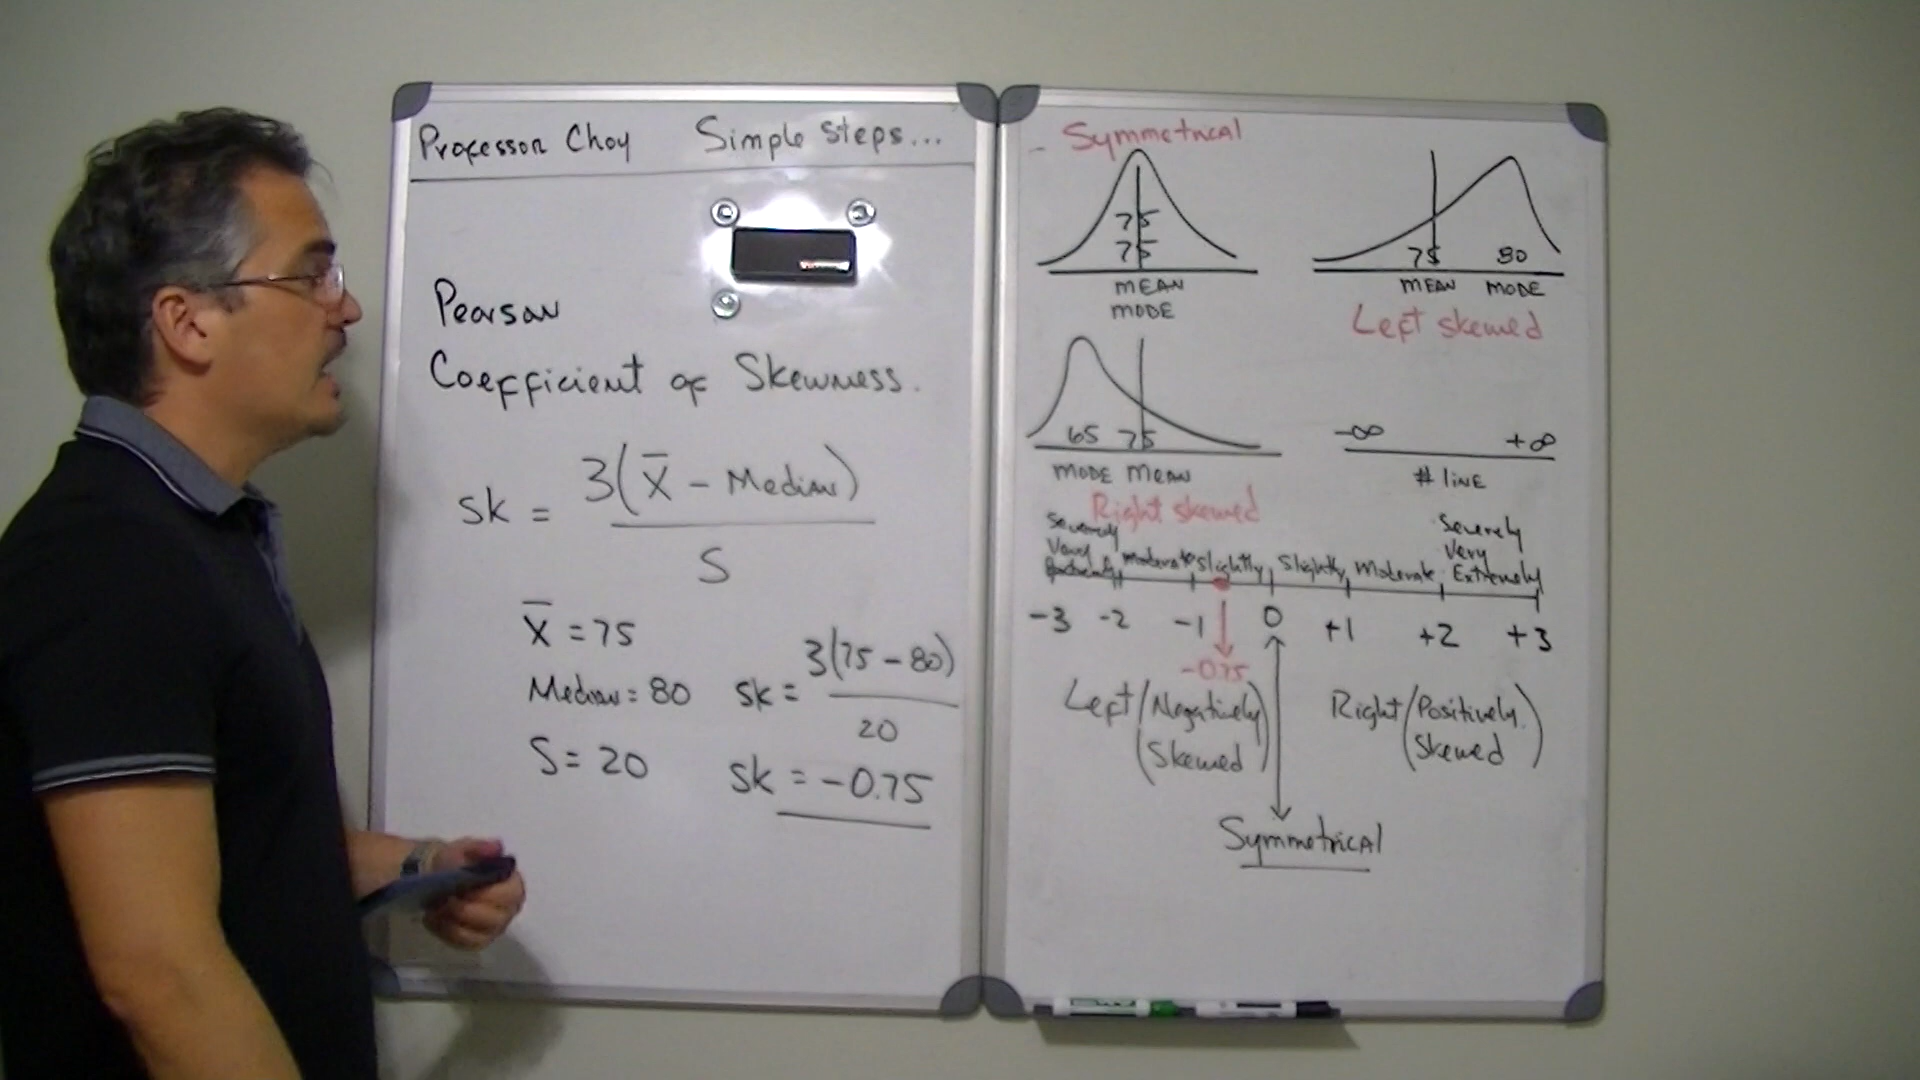 Professor Choy Simple Steps...
Pearson
Coefficient of Skewness.
sk = 3(X̄ - Median)
S
X̄ = 75
Median = 80
S = 20
sk = 3(75 - 80)
20
sk = -0.75
Symmetrical
75
75
MEAN
MODE
75 80
MEAN MODE
Left skewed
65 75
MODE MEAN
Right skewed
-∞ +∞
# LINE
Severely
Very
Extremely moderate slightly Slightly Moderate
Severely
Very
Extremely
-3 -2 -1 0 +1 +2 +3
-0.75
Left (Negatively
Skewed)
Right (Positively
Skewed)
Symmetrical